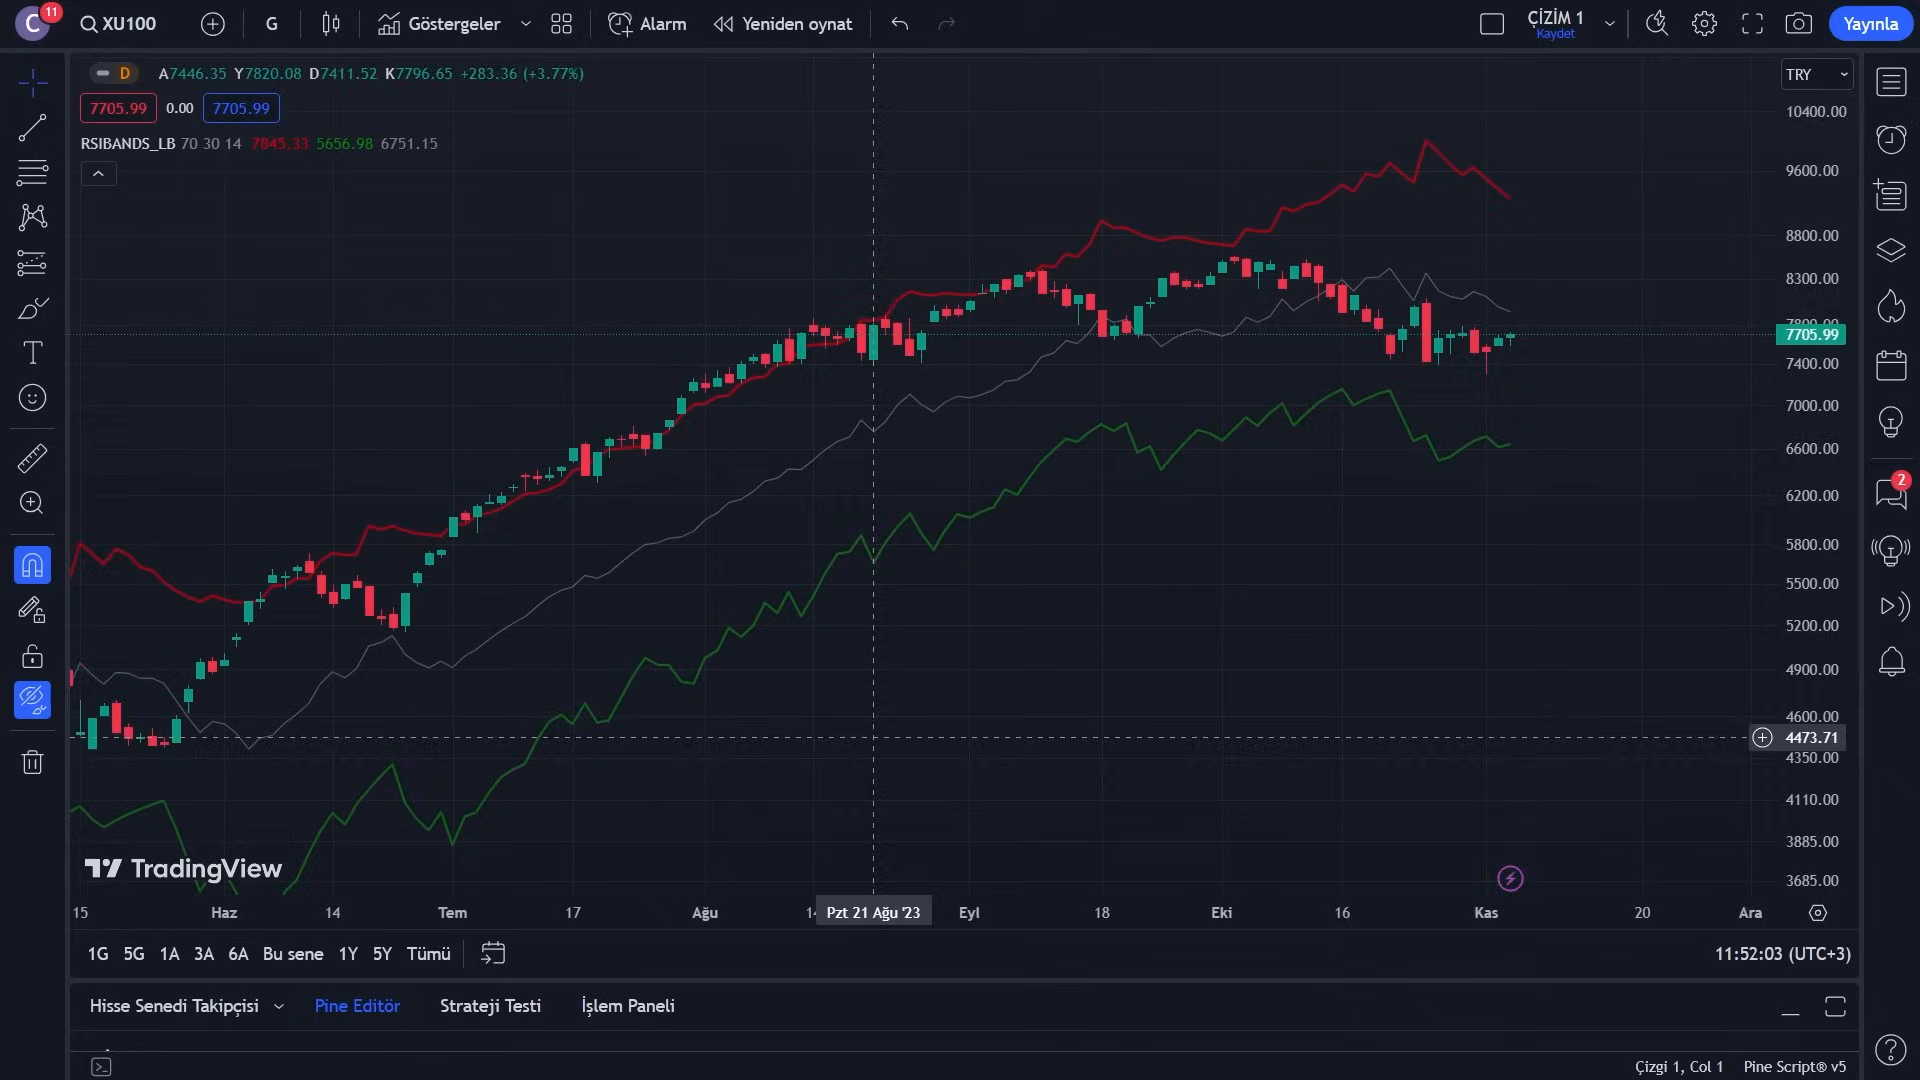 C 11 XU100 G Göstergeler Alarm Yeniden oynat ÇİZİM 1 Kaydet Yayınla
D A7446.35 Y7820.08 D7411.52 K7796.65 +283.36 (+3.77%) TRY
7705.99 0.00 7705.99
RSIBANDS_LB 70 30 14 7845.33 5656.98 6751.15
10400.00
9600.00
8800.00
8300.00
7800.00
7705.99
7400.00
7000.00
6600.00
6200.00
5800.00
5500.00
5200.00
4900.00
4600.00
4473.71
4350.00
4110.00
3885.00
3685.00
2
TradingView
15 Haz 14 Tem 17 Ağu Pzt 21 Ağu '23 Eyl 18 Eki 16 Kas 20 Ara
1G 5G 1A 3A 6A Bu sene 1Y 5Y Tümü 11:52:03 (UTC+3)
Hisse Senedi Takipçisi Pine Editör Strateji Testi İşlem Paneli
Çizgi 1, Col 1 Pine Script® v5